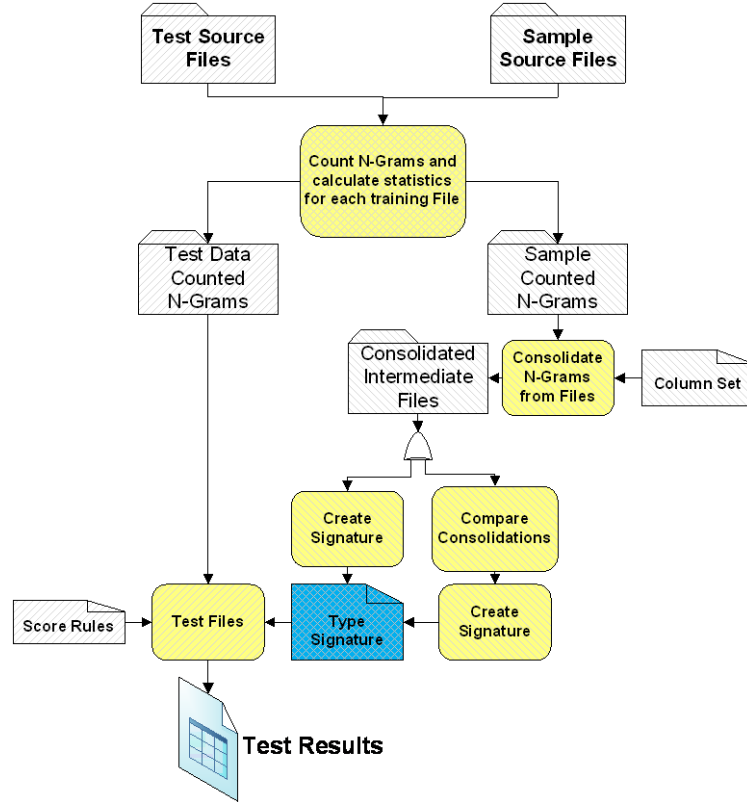 Test Source
Files
Sample
Source Files
Count N-Grams and
calculate statistics
for each training File
Test Data
Counted
N-Grams
Sample
Counted
N-Grams
Consolidated
Intermediate
Files
Consolidate
N-Grams
from Files
Column Set
Create
Signature
Compare
Consolidations
Score Rules
Test Files
Type
Signature
Create
Signature
Test Results